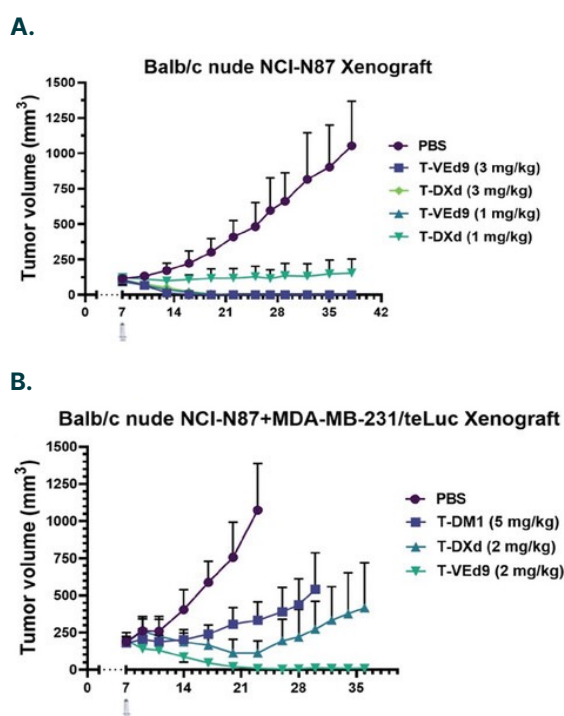 A.
Balb/c nude NCI-N87 Xenograft
Tumor volume (mm³)
1500
1250
1000
750
500
250
0
0 7 14 21 28 35 42
PBS
T-VEd9 (3 mg/kg)
T-DXd (3 mg/kg)
T-VEd9 (1 mg/kg)
T-DXd (1 mg/kg)
B.
Balb/c nude NCI-N87+MDA-MB-231/teLuc Xenograft
Tumor volume (mm³)
1500
1250
1000
750
500
250
0
0 7 14 21 28 35
PBS
T-DM1 (5 mg/kg)
T-DXd (2 mg/kg)
T-VEd9 (2 mg/kg)